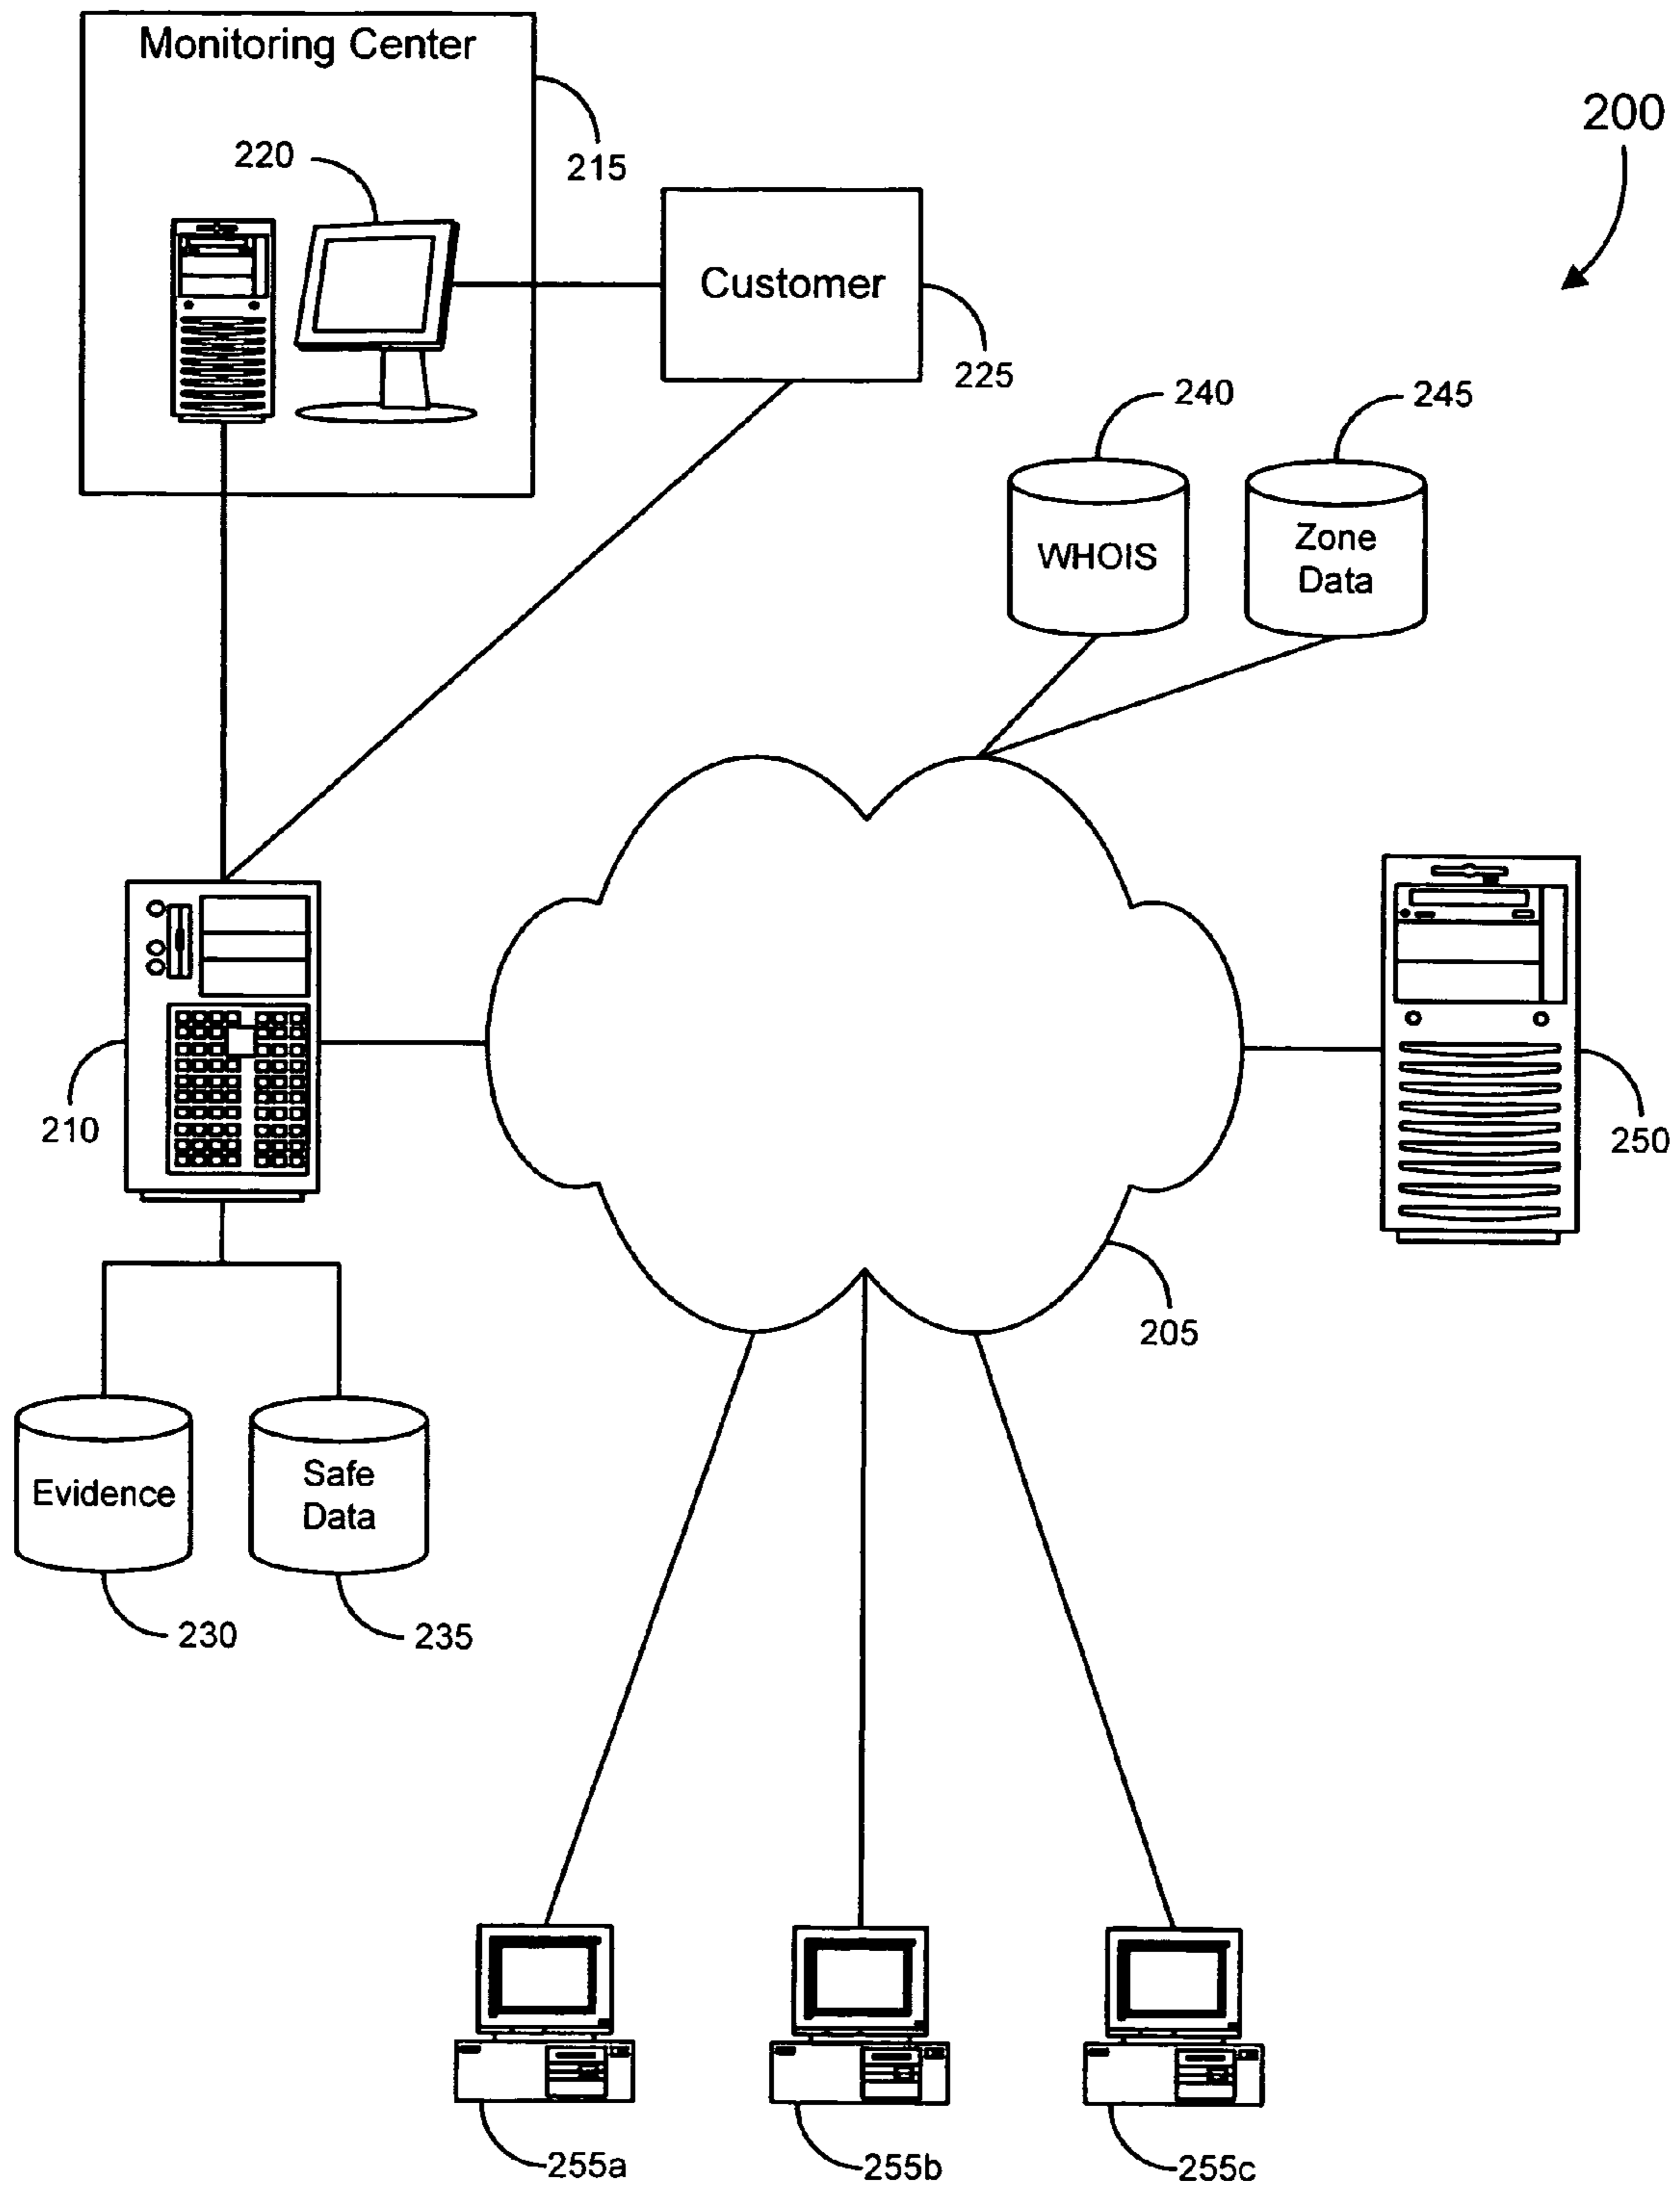 Monitoring Center
200
220
215
Customer
225
240
245
WHOIS
Zone
Data
210
250
205
Evidence
Safe
Data
230
235
255a
255b
255c